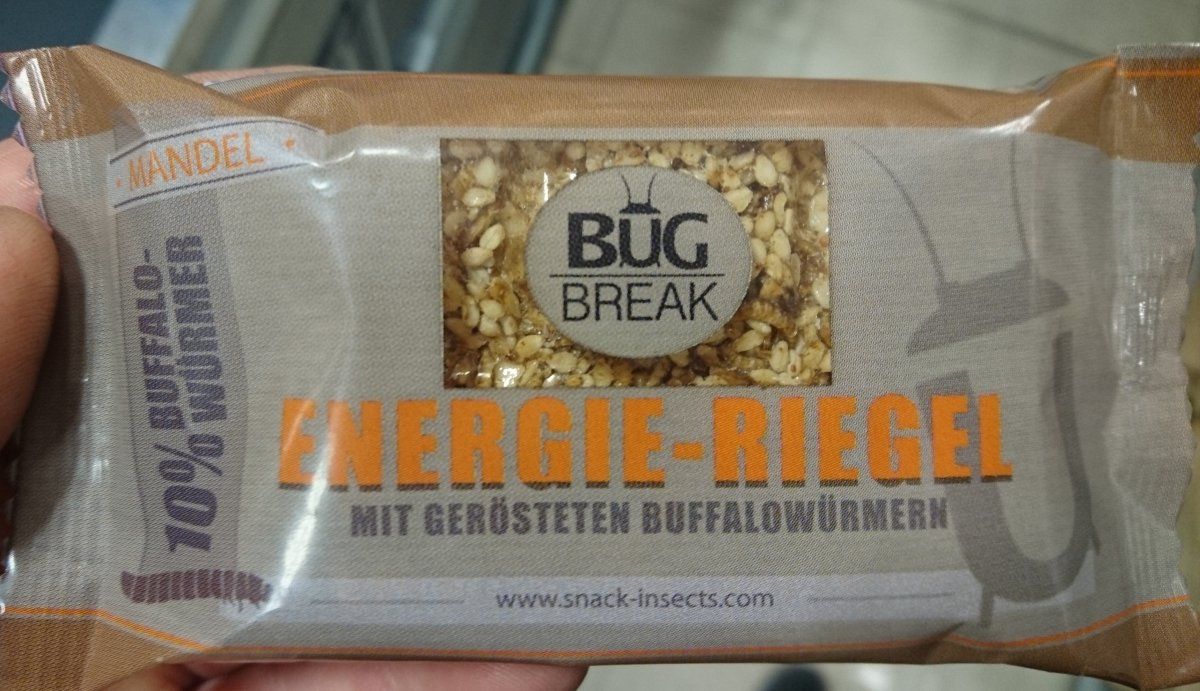 MANDEL
10% BUFFALO-
WÜRMER
BUG
BREAK
ENERGIE-RIEGEL
MIT GERÖSTETEN BUFFALOWÜRMERN
www.snack-insects.com